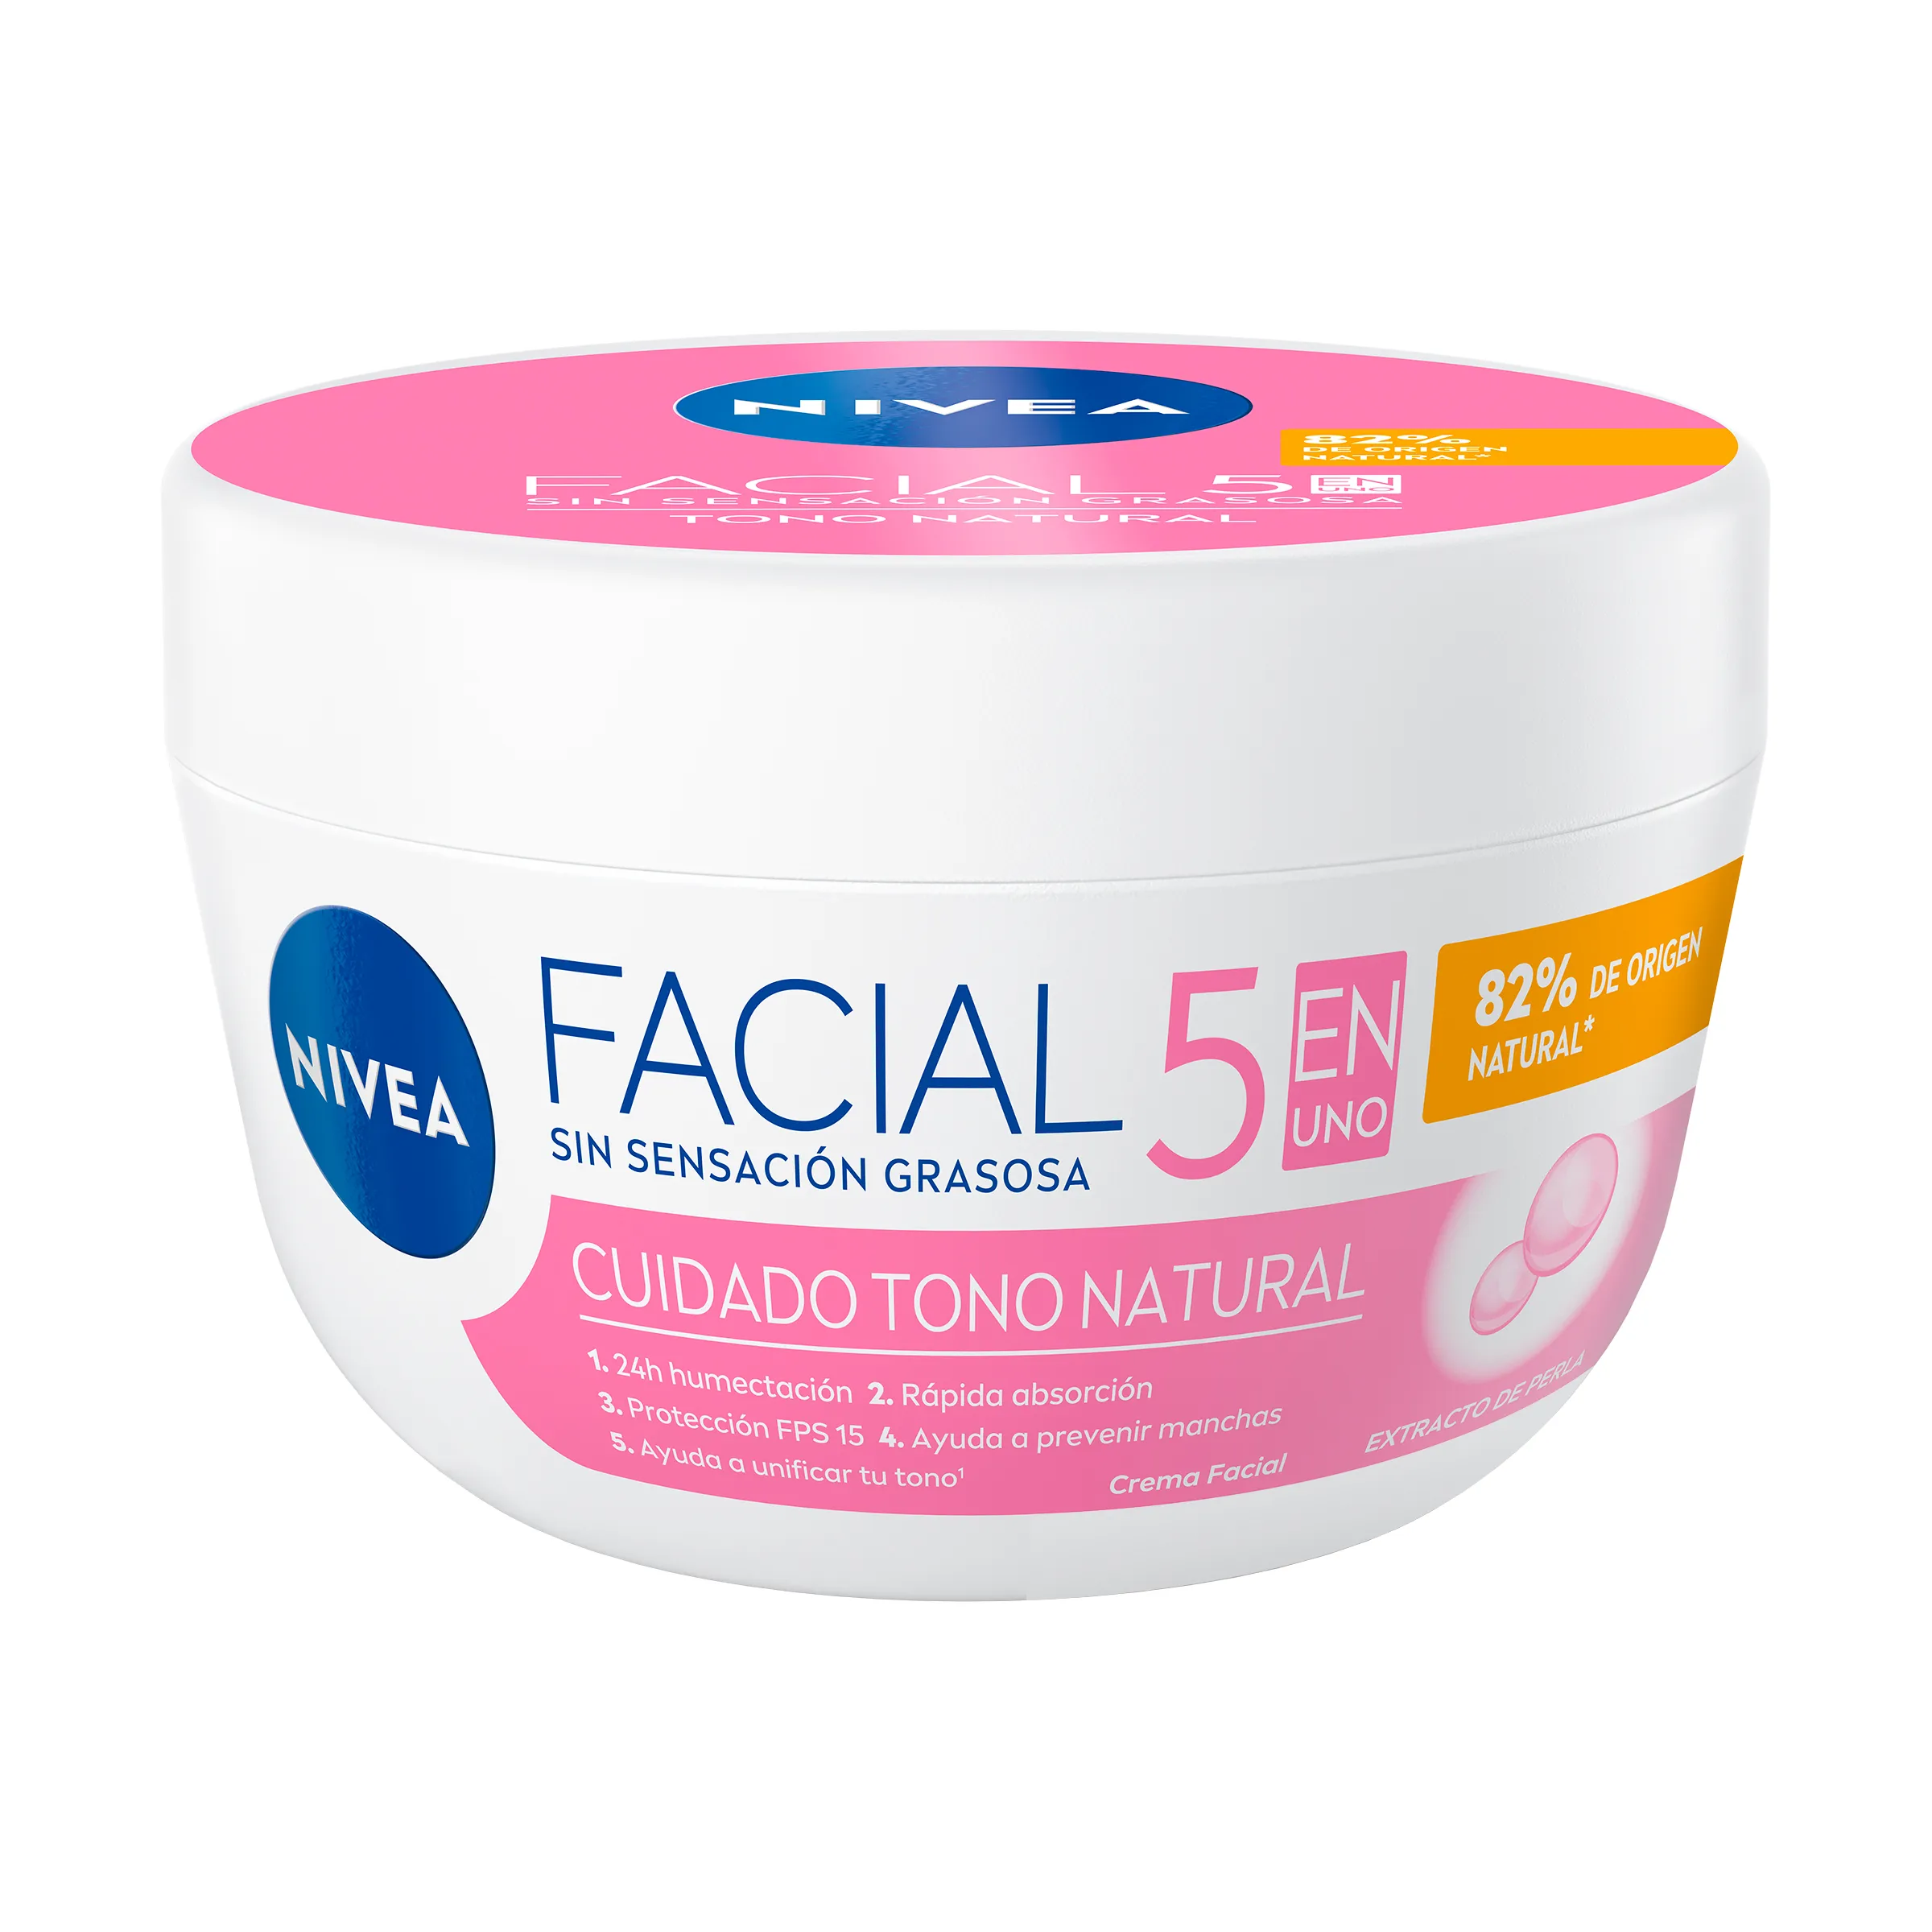 NIVEA
82%
DE ORIGEN
NATURAL*
FACIAL 5 EN UNO
SIN SENSACIÓN GRASOSA
TONO NATURAL
NIVEA
FACIAL 5 EN UNO
SIN SENSACIÓN GRASOSA
82% DE ORIGEN
NATURAL*
CUIDADO TONO NATURAL
1. 24h humectación 2. Rápida absorción
3. Protección FPS 15 4. Ayuda a prevenir manchas
5. Ayuda a unificar tu tono¹
Crema Facial
EXTRACTO DE PERLA